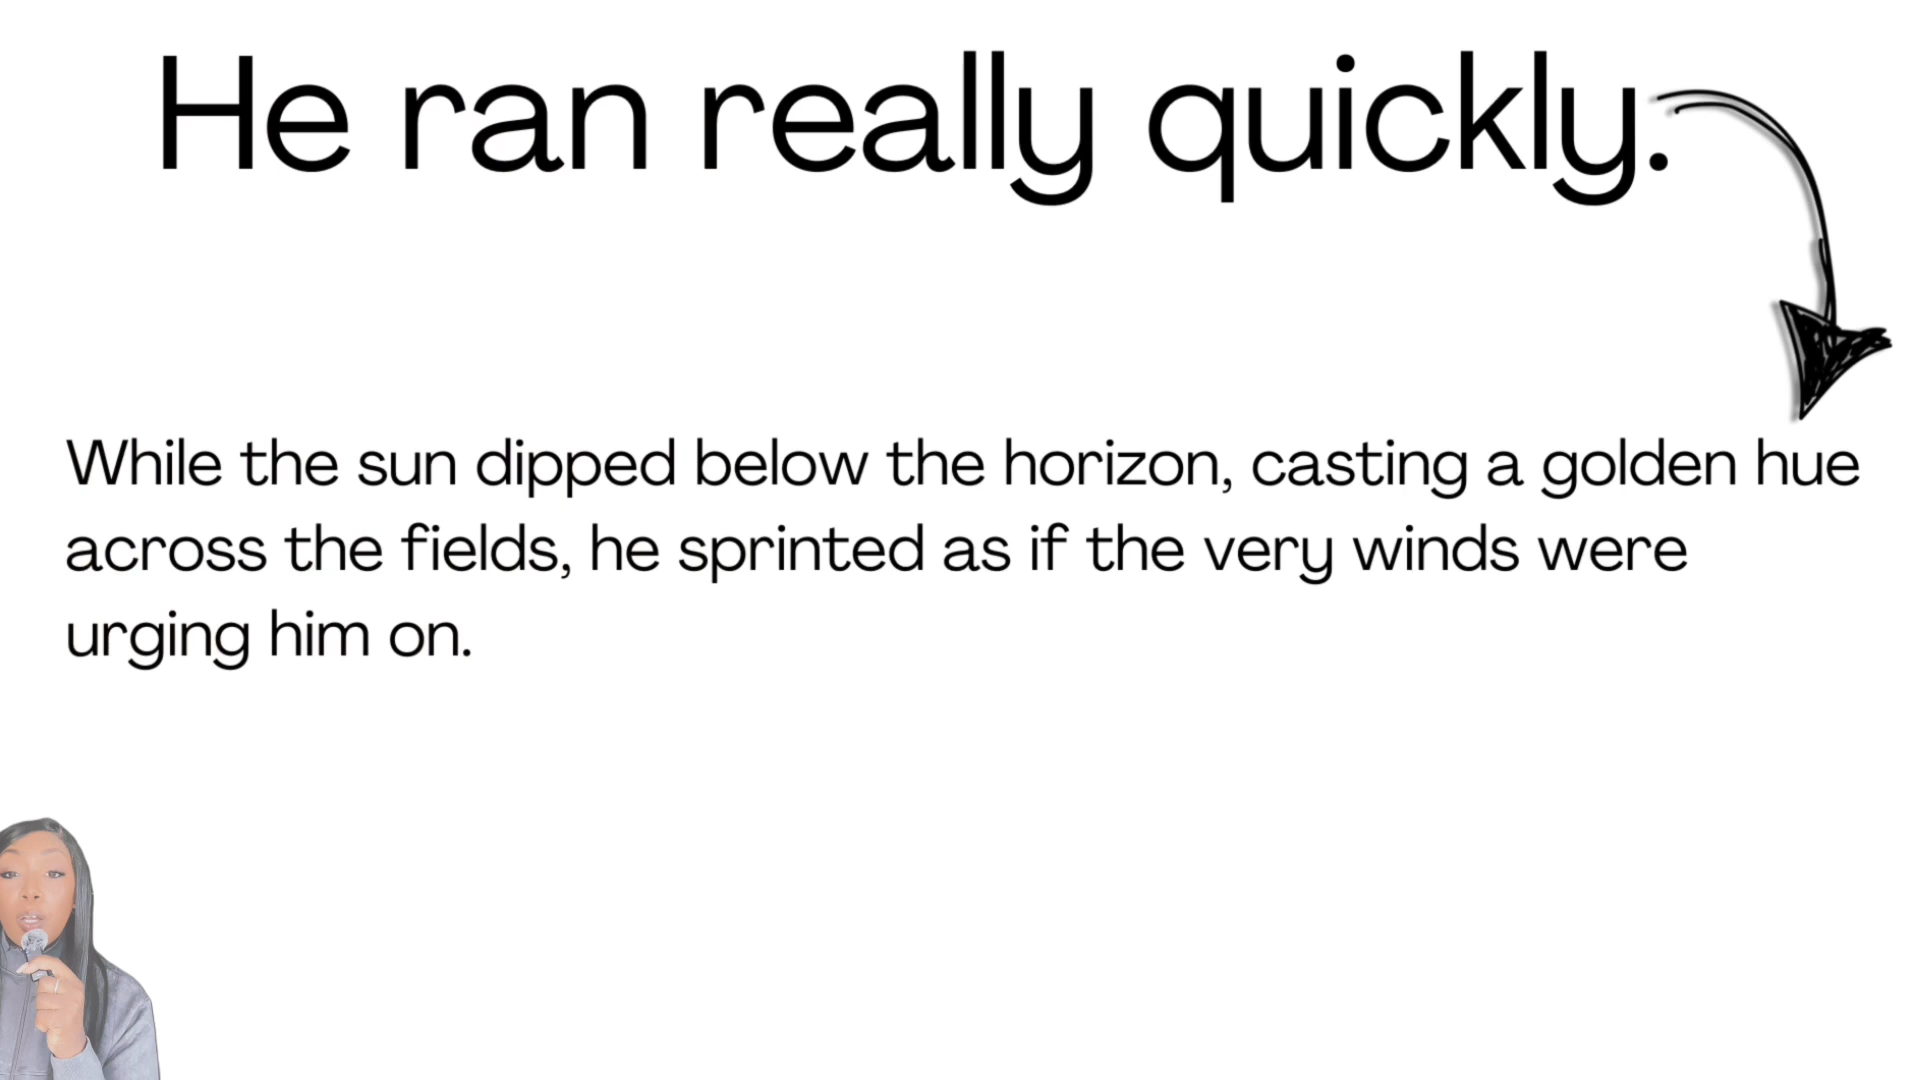 He ran really quickly.
While the sun dipped below the horizon, casting a golden hue
across the fields, he sprinted as if the very winds were
urging him on.